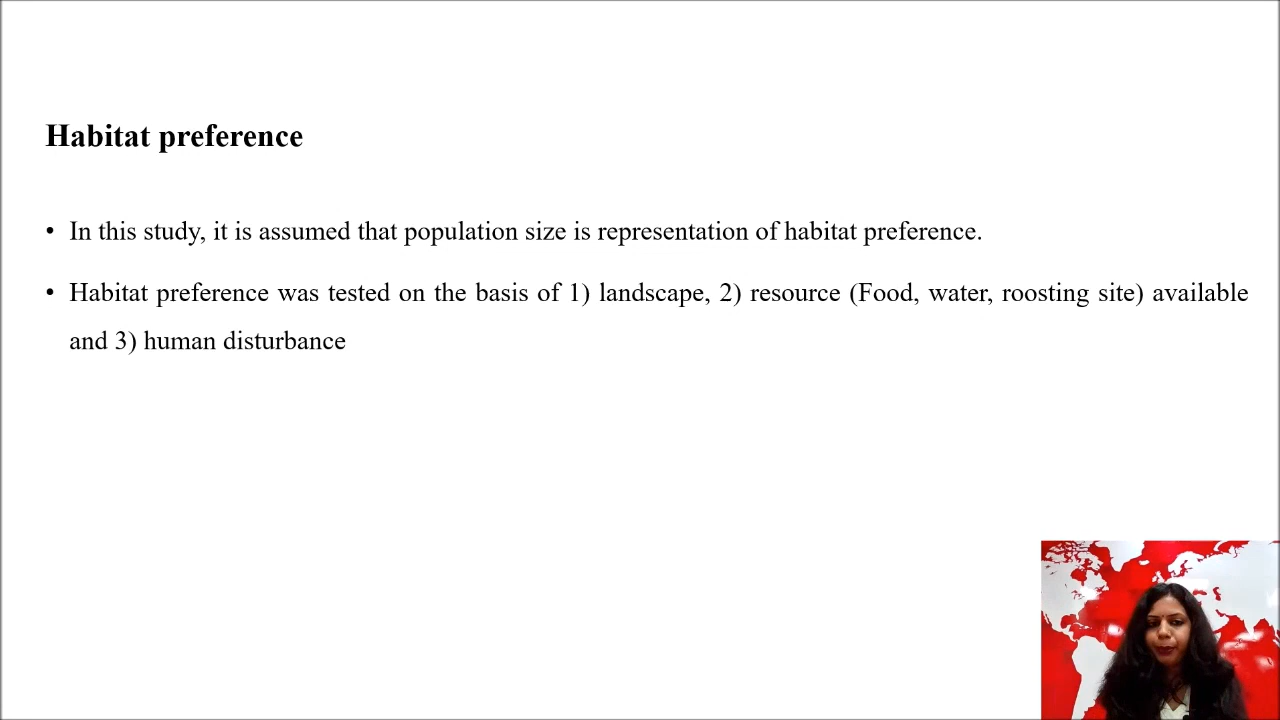 Habitat preference
• In this study, it is assumed that population size is representation of habitat preference.
• Habitat preference was tested on the basis of 1) landscape, 2) resource (Food, water, roosting site) available
and 3) human disturbance